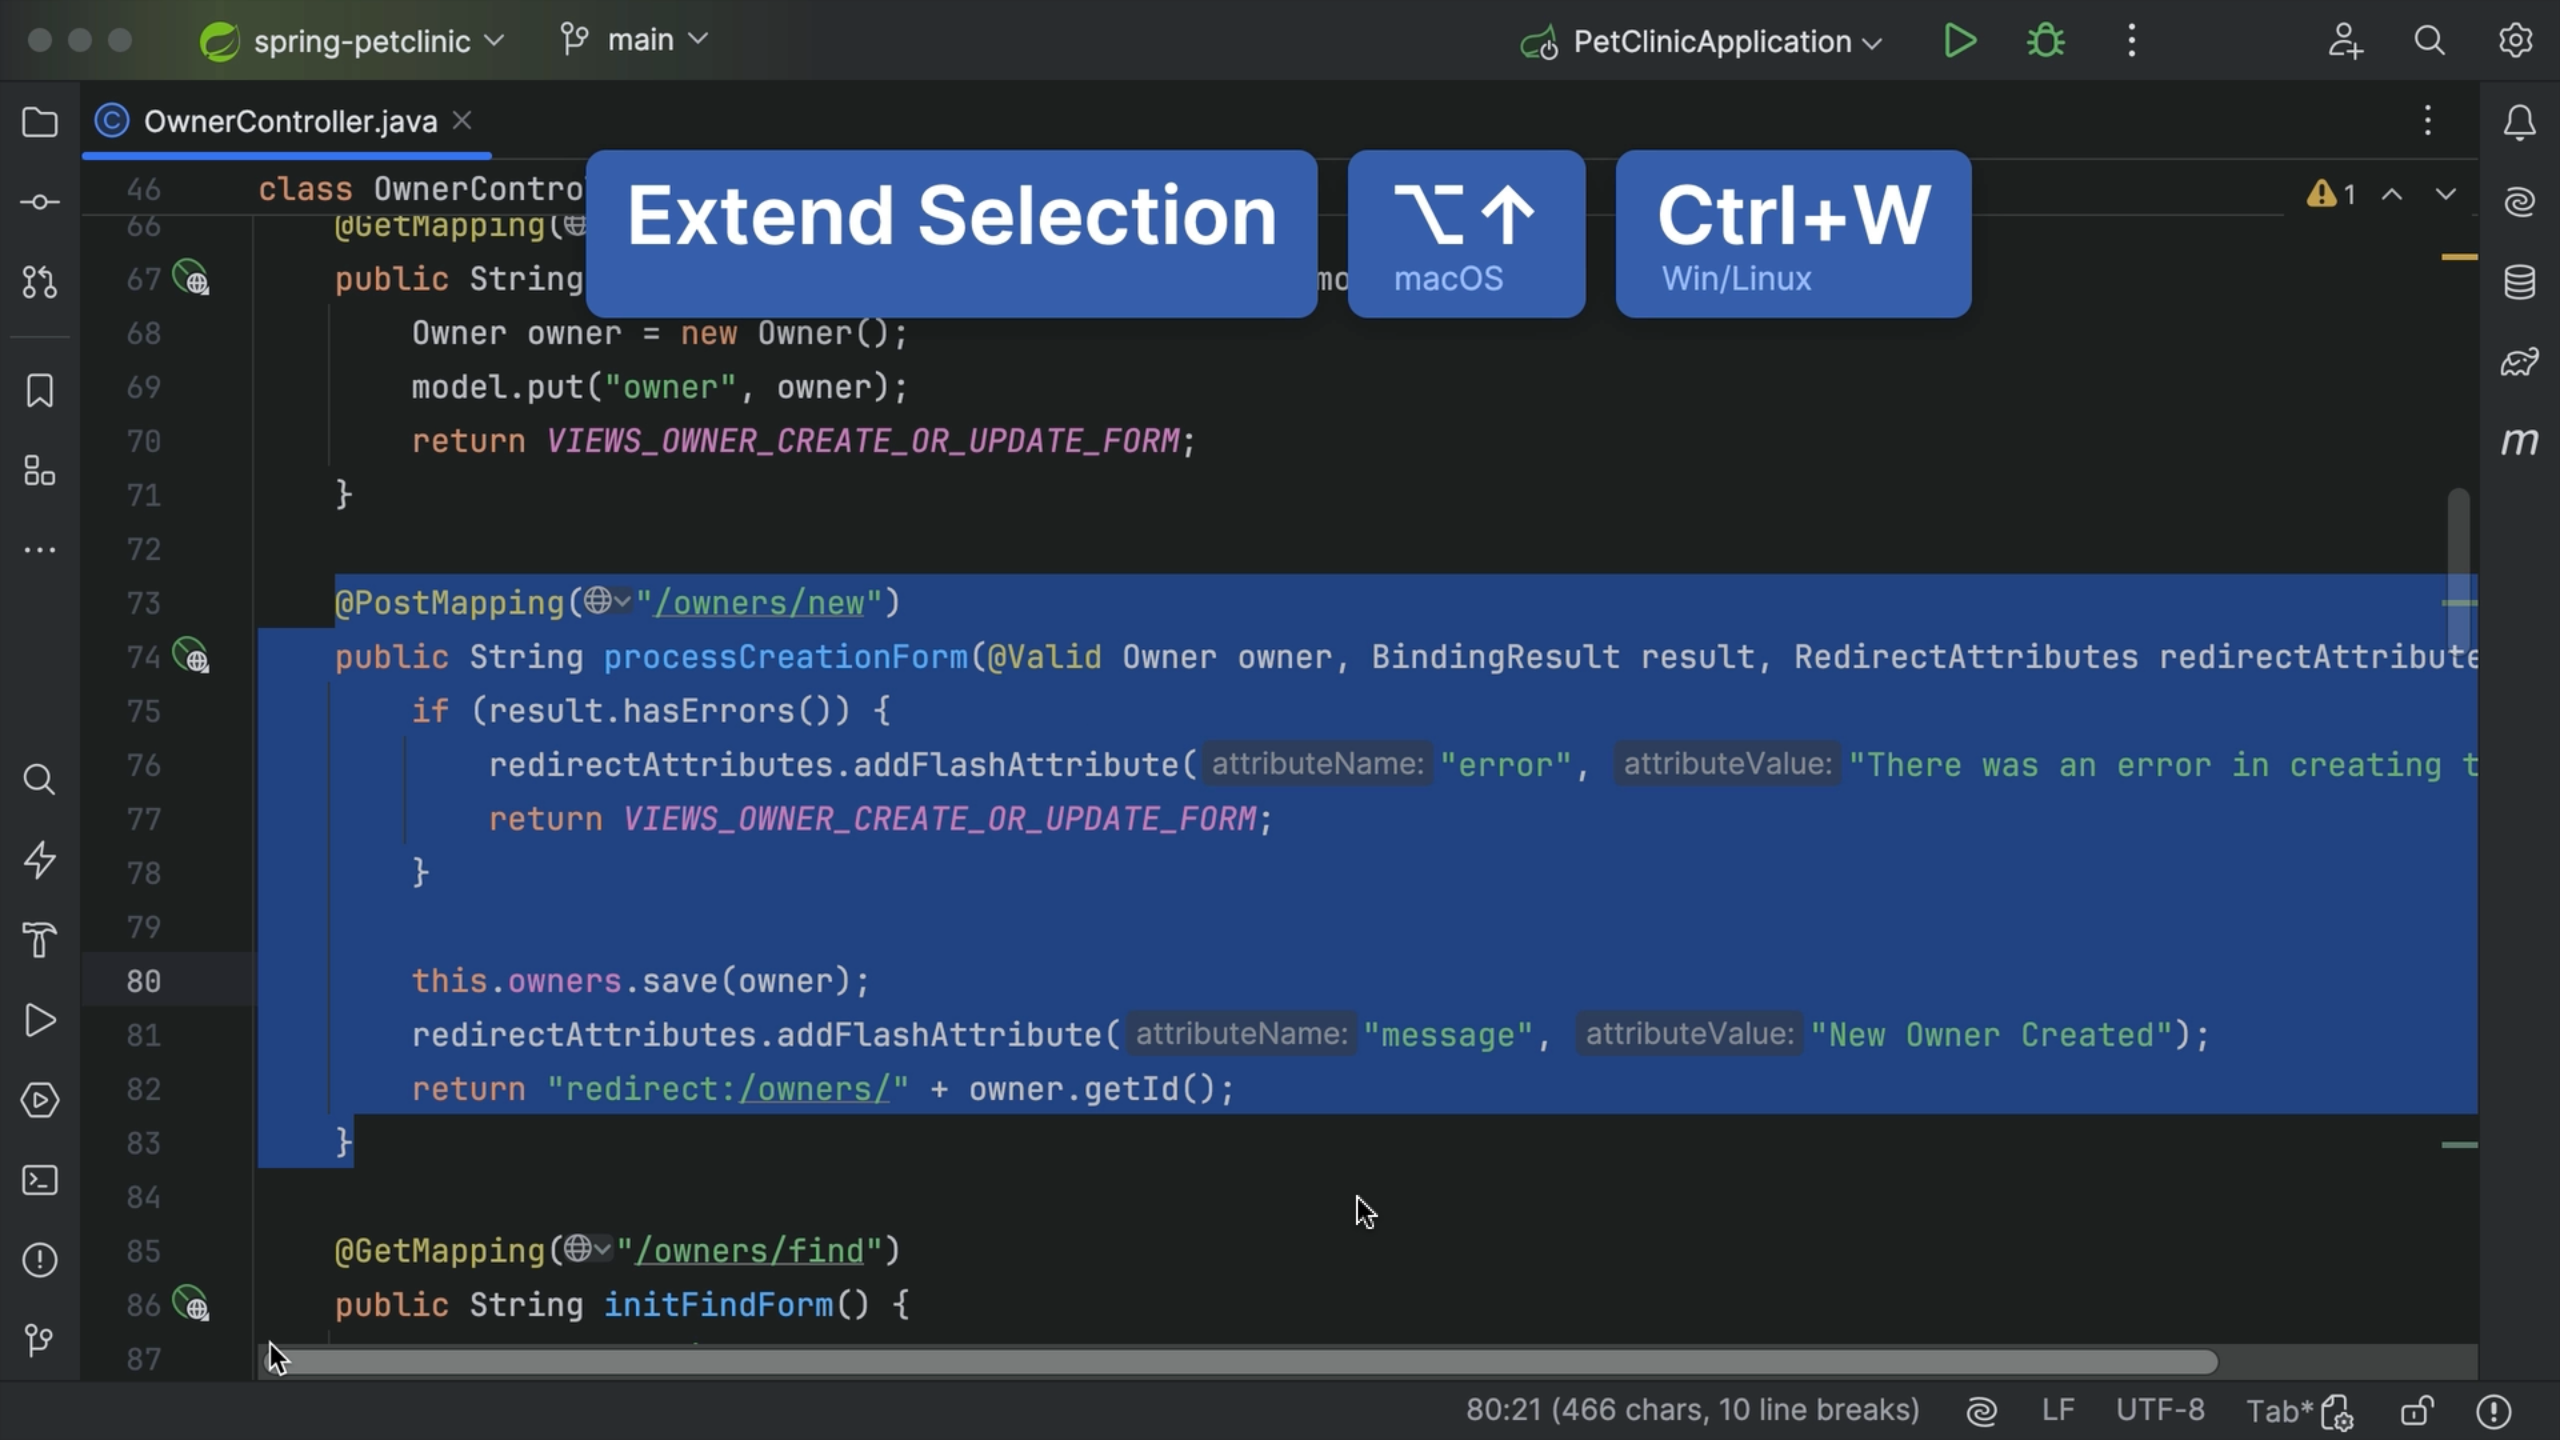 spring-petclinic main PetClinicApplication
OwnerController.java
Extend Selection ⌥↑ Ctrl+W
macOS Win/Linux
46 class OwnerContro 1
66 @GetMapping(
67 public String mo
68 Owner owner = new Owner();
69 model.put("owner", owner);
70 return VIEWS_OWNER_CREATE_OR_UPDATE_FORM;
71 }
72
73 @PostMapping("/owners/new")
74 public String processCreationForm(@Valid Owner owner, BindingResult result, RedirectAttributes redirectAttribute
75 if (result.hasErrors()) {
76 redirectAttributes.addFlashAttribute( attributeName: "error", attributeValue: "There was an error in creating t
77 return VIEWS_OWNER_CREATE_OR_UPDATE_FORM;
78 }
79
80 this.owners.save(owner);
81 redirectAttributes.addFlashAttribute( attributeName: "message", attributeValue: "New Owner Created");
82 return "redirect:/owners/" + owner.getId();
83 }
84
85 @GetMapping("/owners/find")
86 public String initFindForm() {
87
80:21 (466 chars, 10 line breaks) LF UTF-8 Tab*